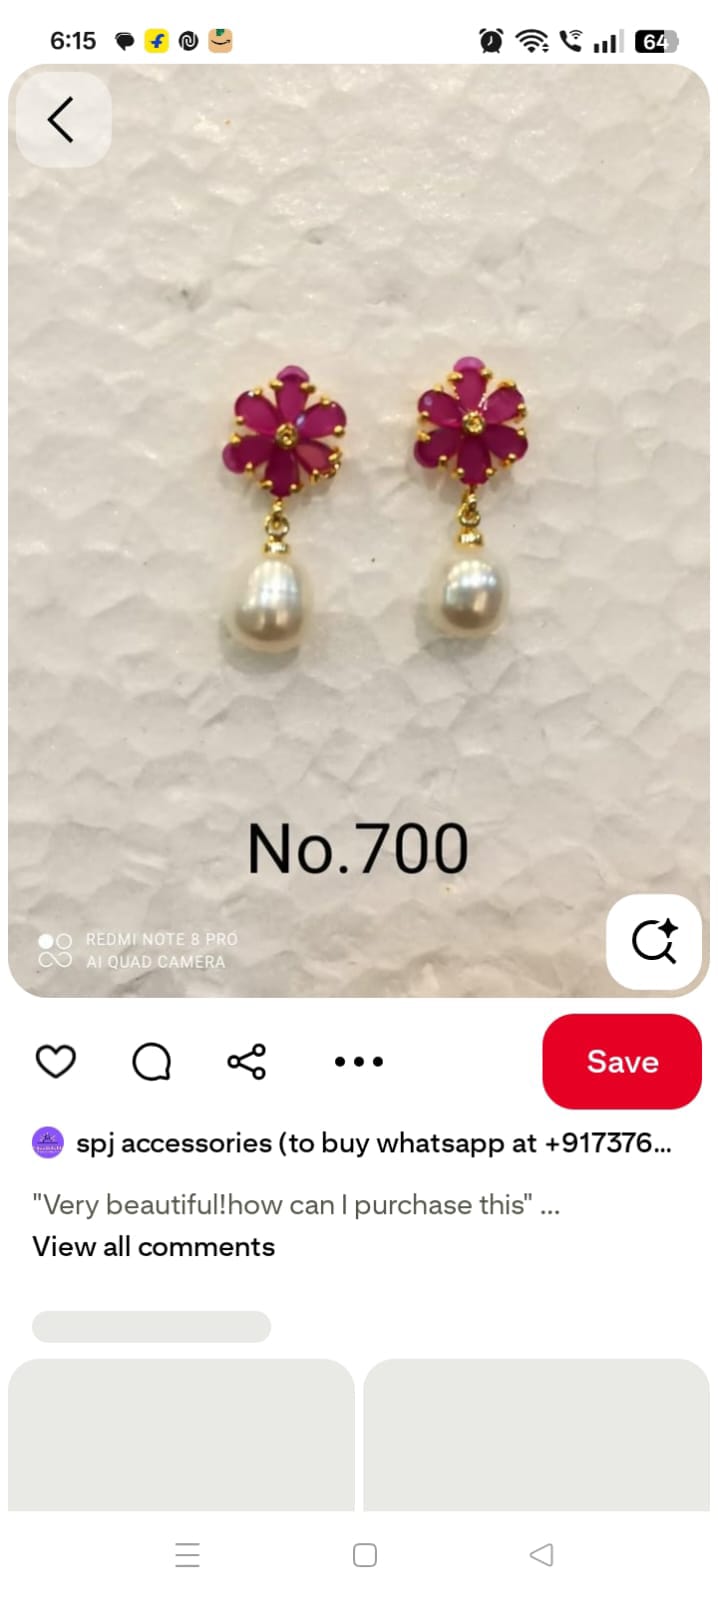 6:15
64
No.700
REDMI NOTE 8 PRO
AI QUAD CAMERA
Save
spj accessories (to buy whatsapp at +917376...
"Very beautiful!how can I purchase this" ...
View all comments